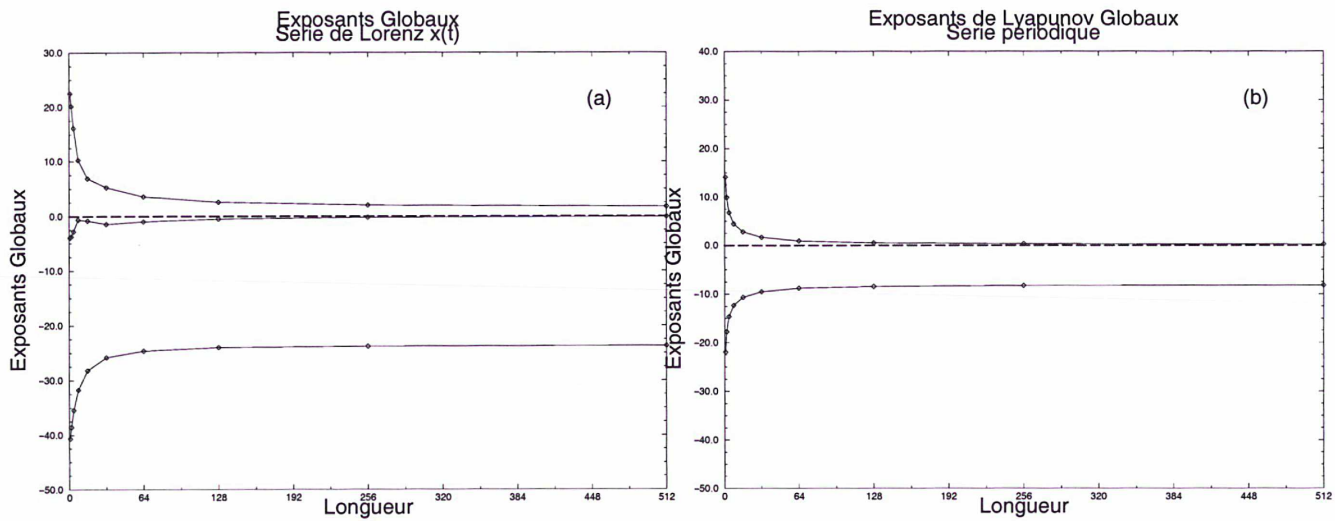 Exposants Globaux
Serie de Lorenz x(t)
(a)
Exposants Globaux
30.0
20.0
10.0
0.0
−10.0
−20.0
−30.0
−40.0
−50.0
0 64 128 192 256 320 384 448 512
Longueur
Exposants de Lyapunov Globaux
Serie periodique
(b)
Exposants Globaux
40.0
30.0
20.0
10.0
0.0
−10.0
−20.0
−30.0
−40.0
−50.0
0 64 128 192 256 320 384 448 512
Longueur